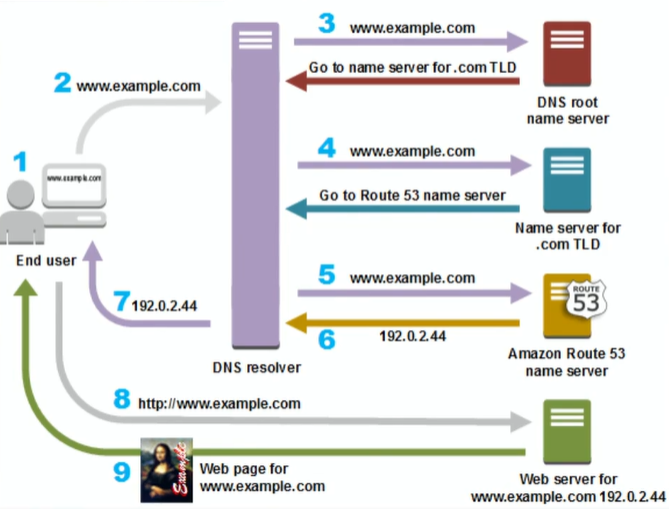 3 www.example.com
Go to name server for .com TLD
DNS root
name server
2 www.example.com
1
www.example.com
End user
4 www.example.com
Go to Route 53 name server
Name server for
.com TLD
5 www.example.com
ROUTE
53
6 192.0.2.44
Amazon Route 53
name server
7 192.0.2.44
DNS resolver
8 http://www.example.com
9 Example
Web page for
www.example.com
Web server for
www.example.com 192.0.2.44